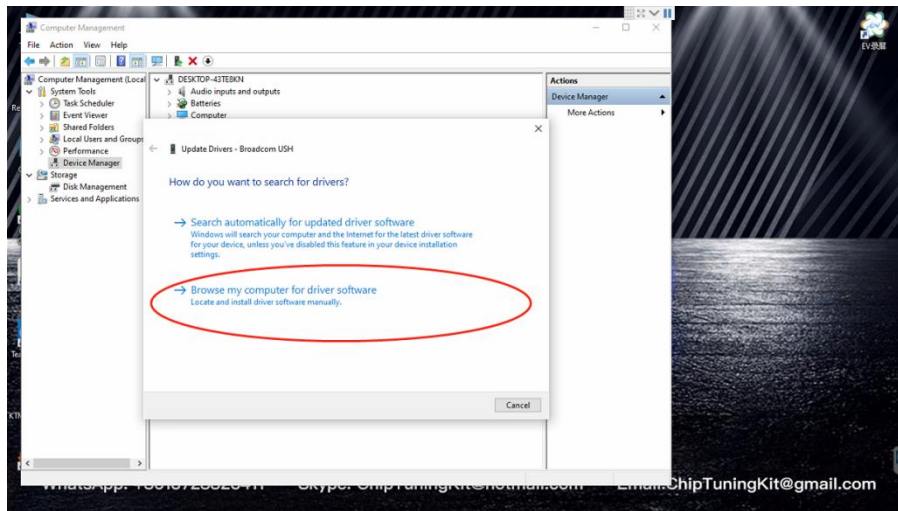 Computer Management
File Action View Help
Computer Management (Local
System Tools
Task Scheduler
Event Viewer
Shared Folders
Local Users and Groups
Performance
Device Manager
Storage
Disk Management
Services and Applications
DESKTOP-43TE8KN
Audio inputs and outputs
Batteries
Computer
Actions
Device Manager
More Actions
Update Drivers - Broadcom USH
How do you want to search for drivers?
Search automatically for updated driver software
Windows will search your computer and the Internet for the latest driver software
for your device, unless you've disabled this feature in your device installation
settings.
Browse my computer for driver software
Locate and install driver software manually.
Cancel
EV录屏
ChipTuningKit@gmail.com